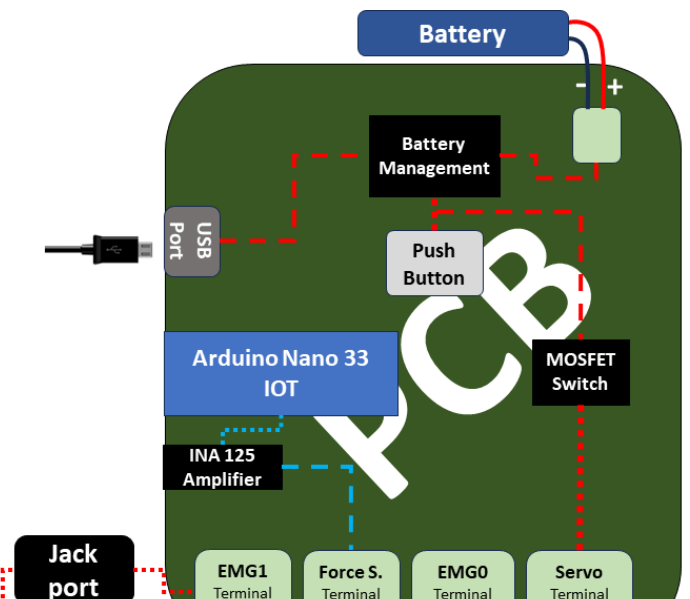 Battery
− +
Battery
Management
USB
Port
Push
Button
PCB
Arduino Nano 33
IOT
MOSFET
Switch
INA 125
Amplifier
Jack
port
EMG1
Terminal
Force S.
Terminal
EMG0
Terminal
Servo
Terminal